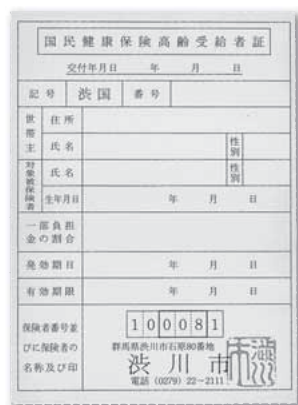 国民健康保険高齢受給者証
交付年月日 年 月 日
記号 渋国 番号
世帯主 住所
氏名 性別
対象被保険者 氏名 性別
生年月日 年 月 日
一部負担金の割合
発効期日 年 月 日
有効期限 年 月 日
保険者番号並びに保険者の名称及び印
100081
群馬県渋川市石原80番地
渋川市
電話 (0279) 22-2111